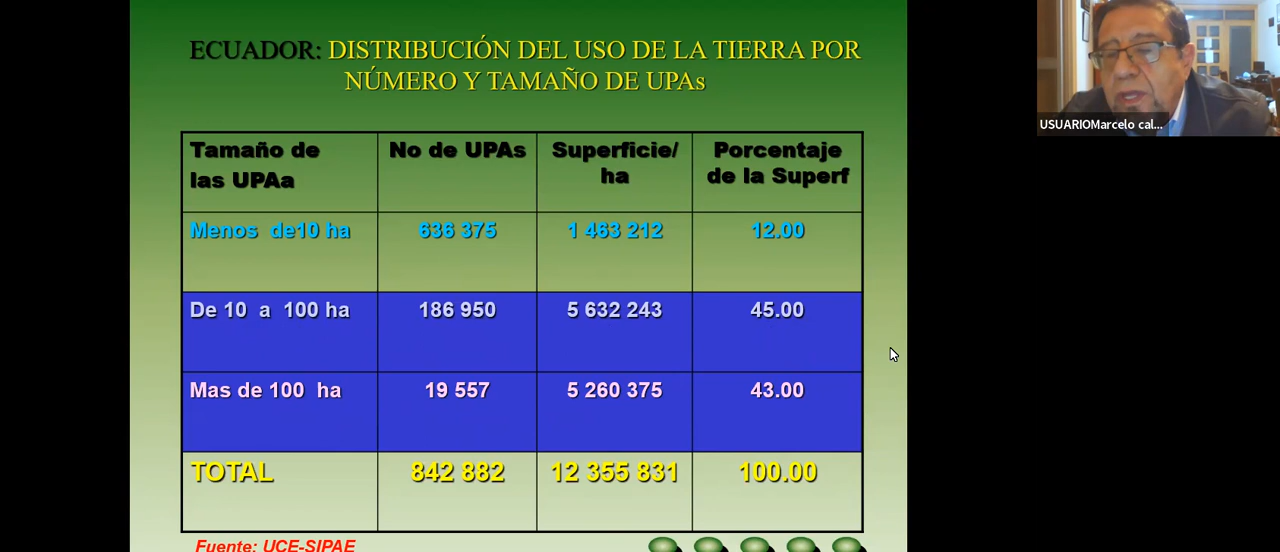 ECUADOR: DISTRIBUCIÓN DEL USO DE LA TIERRA POR
NÚMERO Y TAMAÑO DE UPAs
Tamaño de las UPAa No de UPAs Superficie/ha Porcentaje de la Superf
Menos de10 ha 636 375 1 463 212 12.00
De 10 a 100 ha 186 950 5 632 243 45.00
Mas de 100 ha 19 557 5 260 375 43.00
TOTAL 842 882 12 355 831 100.00
Fuente: UCE-SIPAE
USUARIOMarcelo cal...